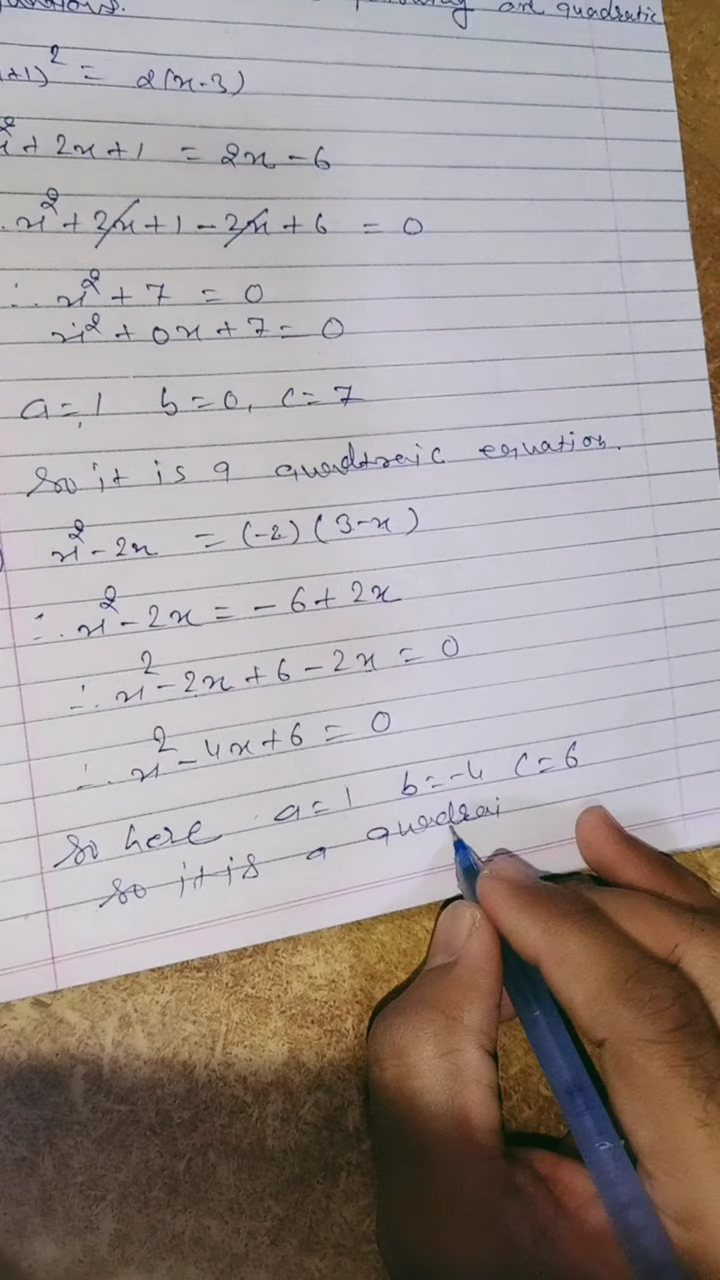 are quadratic
+1)² = 2(x-3)
x²+ 2x+1 = 2x-6
x²+2x+1-2x+6 = 0
∴ x²+7 = 0
x²+0x+7=0
a=1 b=0, c=7
So it is a quadtraic equation.
x²-2x = (-2)(3-x)
∴ x²-2x = -6+2x
∴ x²-2x+6-2x=0
∴ x²-4x+6=0
So here a=1 b=-4 c=6
So it is a quadrai